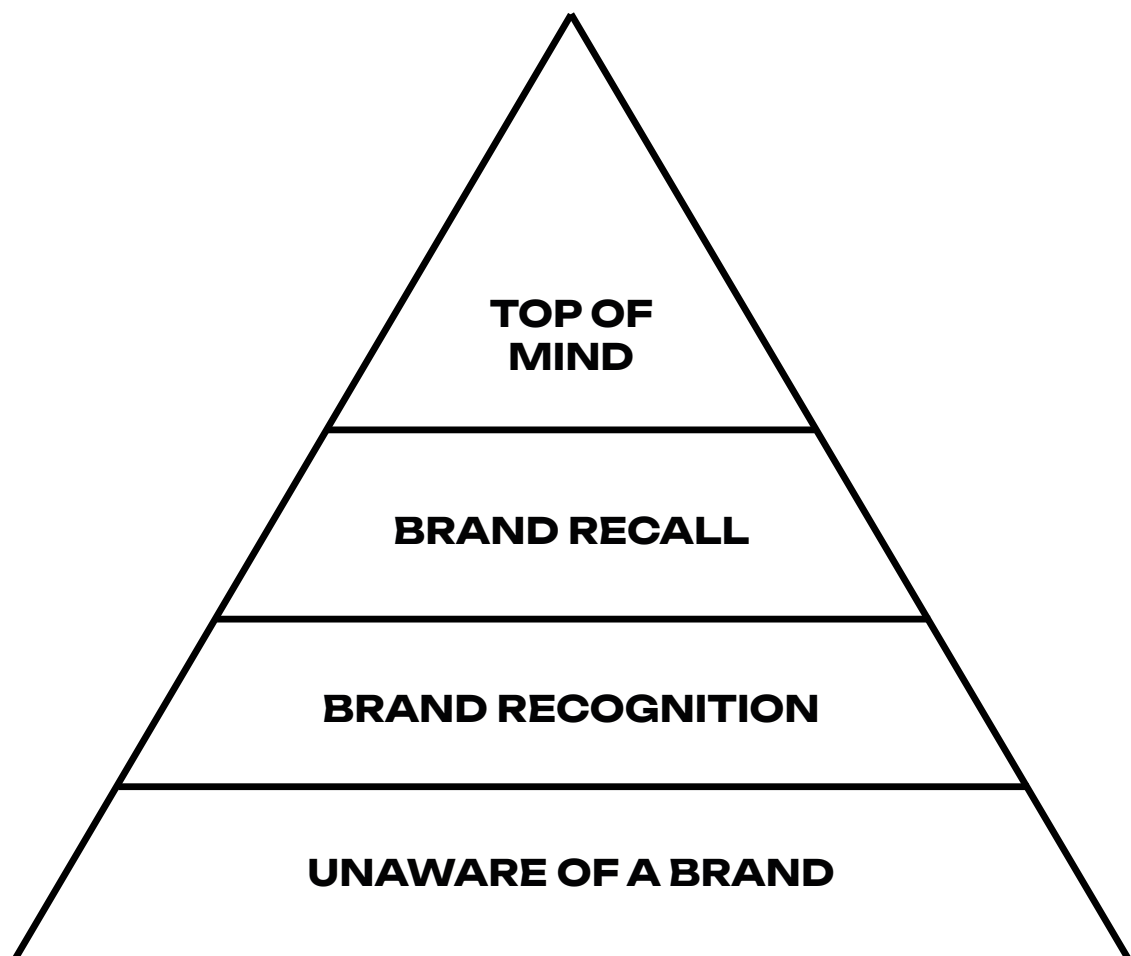 TOP OF
MIND
BRAND RECALL
BRAND RECOGNITION
UNAWARE OF A BRAND